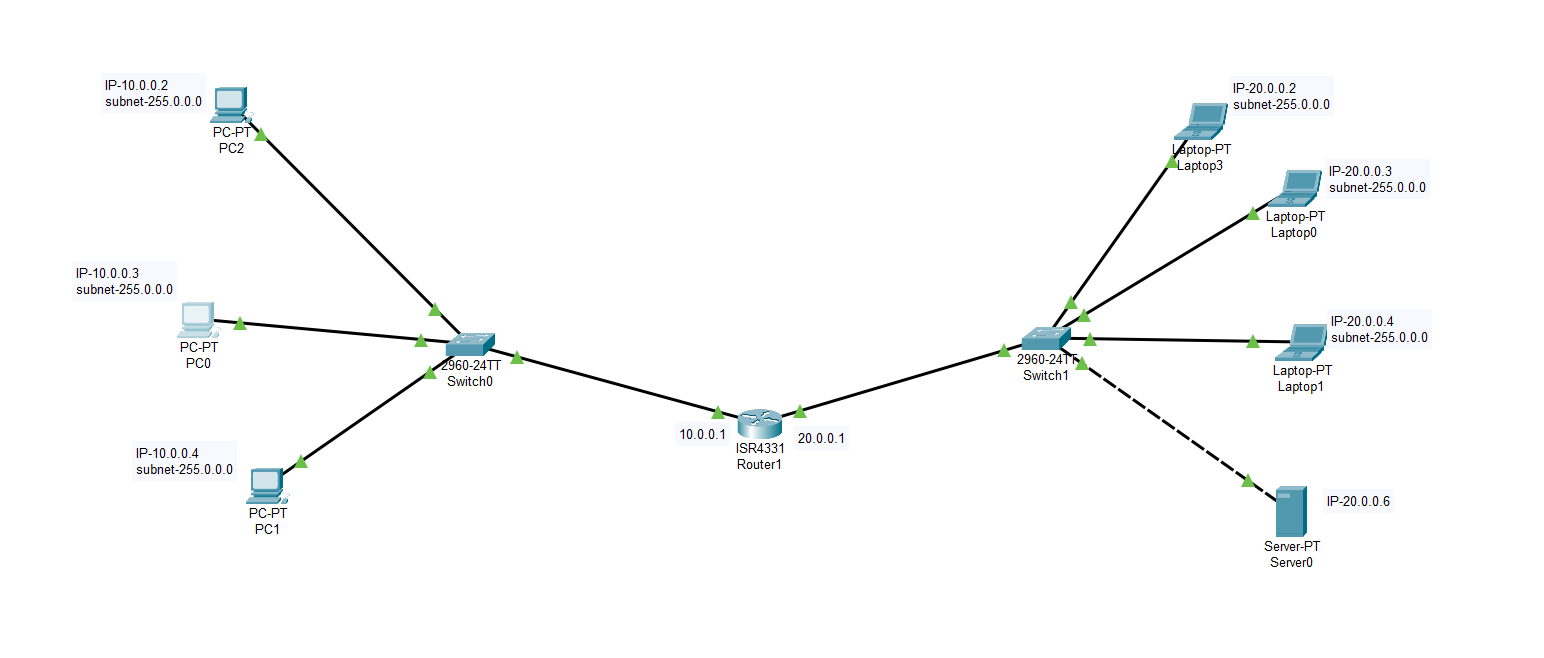 IP-10.0.0.2
subnet-255.0.0.0
PC-PT
PC2
IP-10.0.0.3
subnet-255.0.0.0
PC-PT
PC0
IP-10.0.0.4
subnet-255.0.0.0
PC-PT
PC1
2960-24TT
Switch0
10.0.0.1
20.0.0.1
ISR4331
Router1
2960-24TT
Switch1
IP-20.0.0.2
subnet-255.0.0.0
Laptop-PT
Laptop3
IP-20.0.0.3
subnet-255.0.0.0
Laptop-PT
Laptop0
IP-20.0.0.4
subnet-255.0.0.0
Laptop-PT
Laptop1
IP-20.0.0.6
Server-PT
Server0